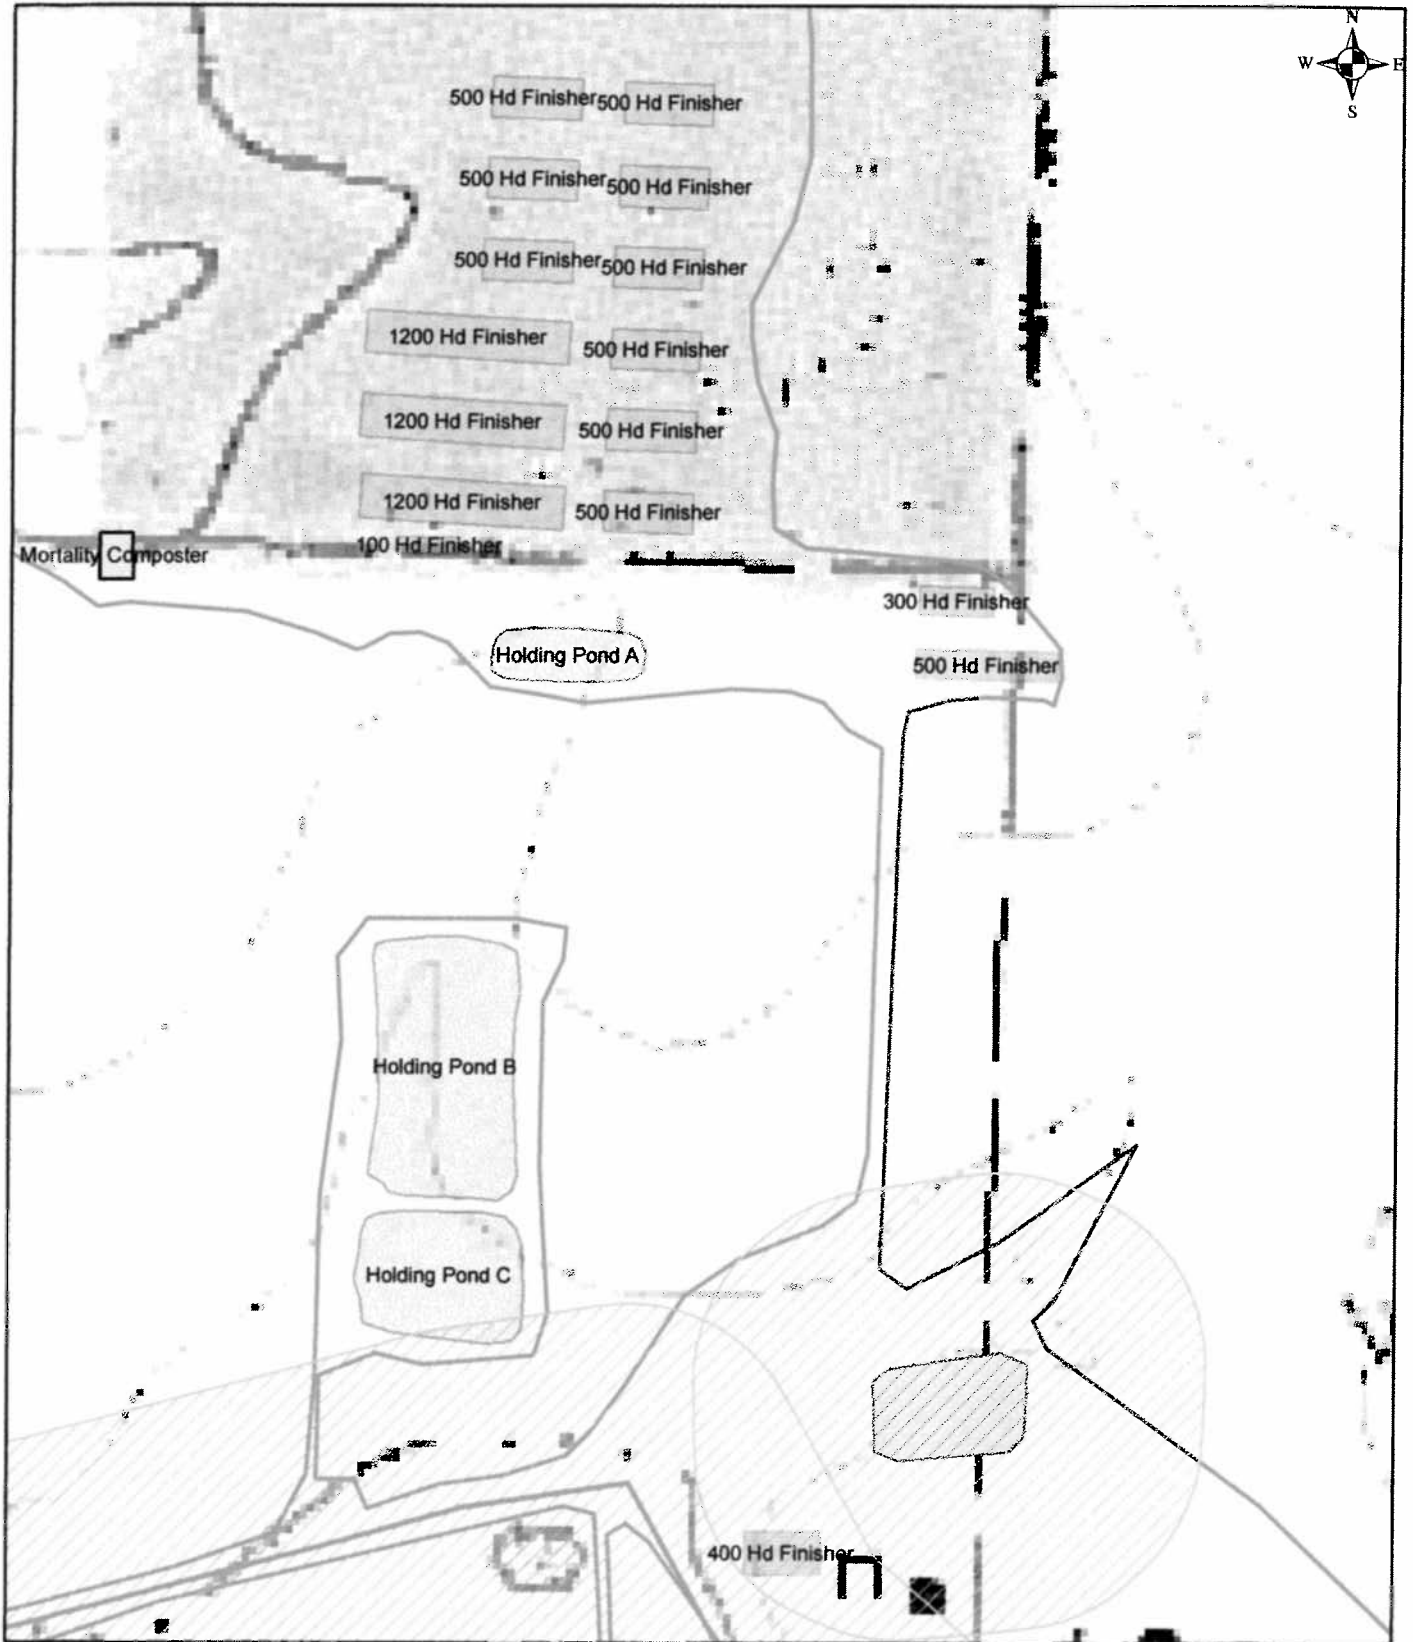 N
W E
S
500 Hd Finisher 500 Hd Finisher
500 Hd Finisher 500 Hd Finisher
500 Hd Finisher 500 Hd Finisher
1200 Hd Finisher 500 Hd Finisher
1200 Hd Finisher 500 Hd Finisher
1200 Hd Finisher 500 Hd Finisher
100 Hd Finisher
Mortality Composter
300 Hd Finisher
Holding Pond A
500 Hd Finisher
Holding Pond B
Holding Pond C
400 Hd Finisher